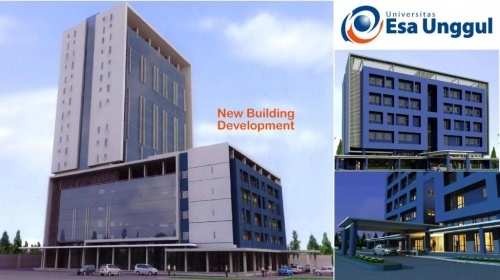 Universitas
Esa Unggul
New Building
Development